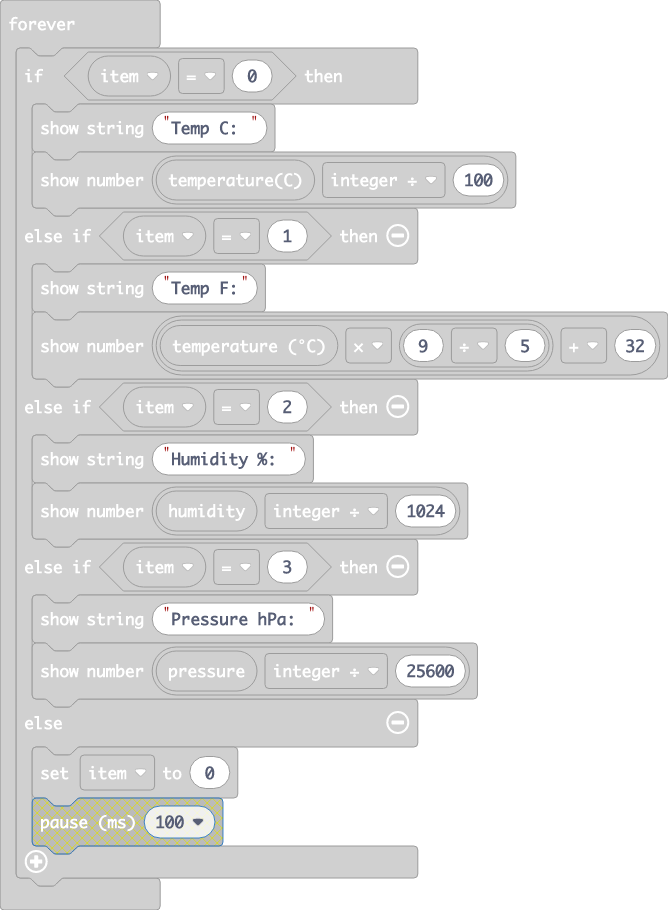 forever
if item = 0 then
show string "Temp C: "
show number temperature(C) integer ÷ 100
else if item = 1 then
show string "Temp F:"
show number temperature (°C) × 9 ÷ 5 + 32
else if item = 2 then
show string "Humidity %: "
show number humidity integer ÷ 1024
else if item = 3 then
show string "Pressure hPa: "
show number pressure integer ÷ 25600
else
set item to 0
pause (ms) 100